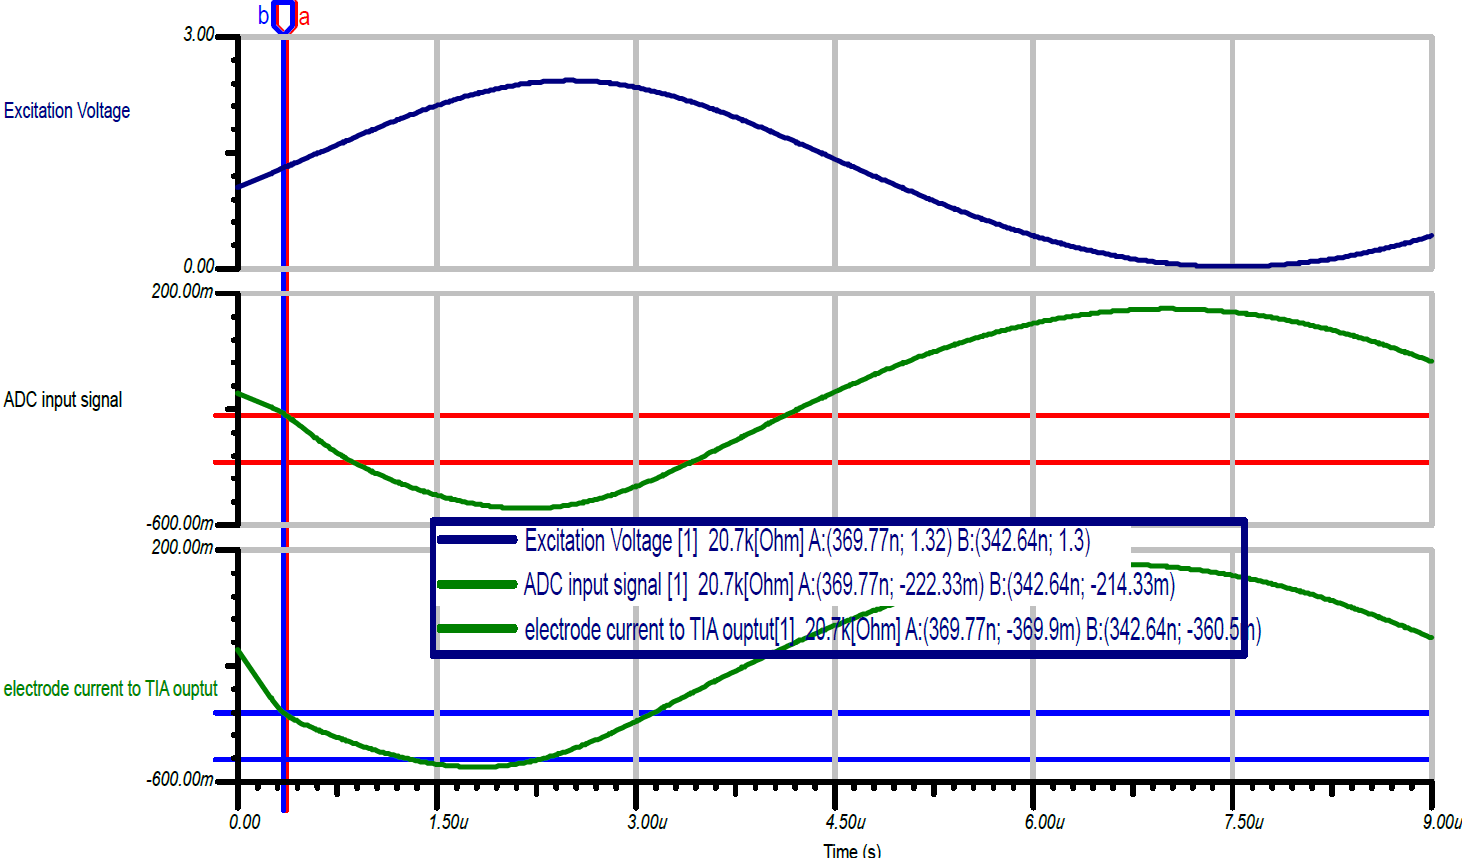 b a
3.00
Excitation Voltage
0.00
200.00m
ADC input signal
-600.00m
200.00m
Excitation Voltage [1] 20.7k[Ohm] A:(369.77n; 1.32) B:(342.64n; 1.3)
ADC input signal [1] 20.7k[Ohm] A:(369.77n; -222.33m) B:(342.64n; -214.33m)
electrode current to TIA ouptut[1] 20.7k[Ohm] A:(369.77n; -369.9m) B:(342.64n; -360.5m)
electrode current to TIA ouptut
-600.00m
0.00 1.50u 3.00u 4.50u 6.00u 7.50u 9.00u
Time (s)